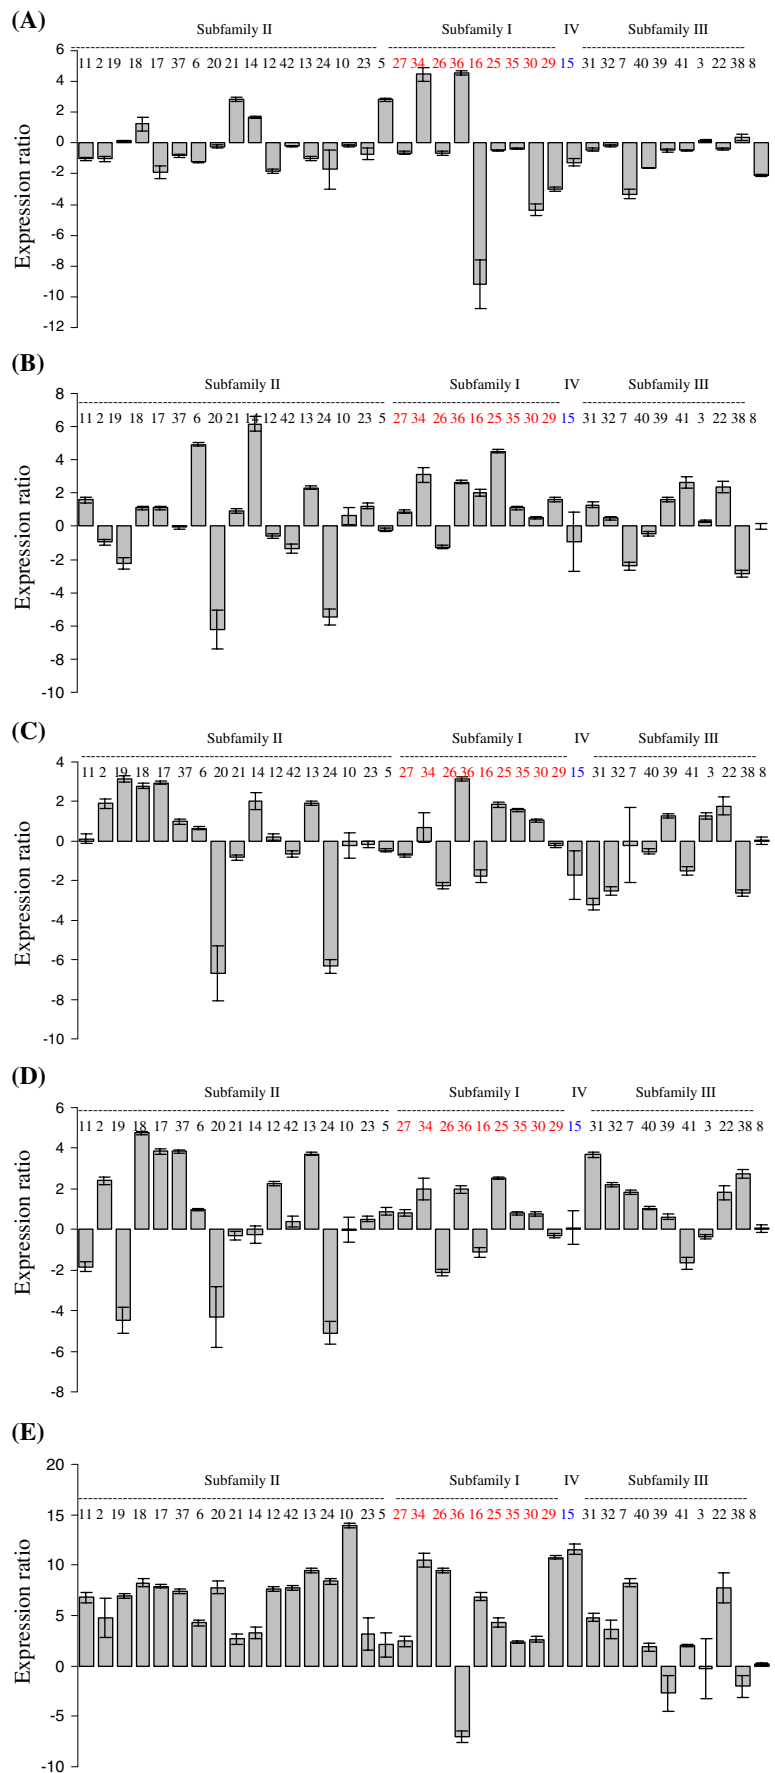 (A)
Subfamily II Subfamily I IV Subfamily III
11 2 19 18 17 37 6 20 21 14 12 42 13 24 10 23 5 27 34 26 36 16 25 35 30 29 15 31 32 7 40 39 41 3 22 38 8
6
4
2
0
-2
-4
-6
-8
-10
-12
Expression ratio
(B)
Subfamily II Subfamily I IV Subfamily III
11 2 19 18 17 37 6 20 21 14 12 42 13 24 10 23 5 27 34 26 36 16 25 35 30 29 15 31 32 7 40 39 41 3 22 38 8
8
6
4
2
0
-2
-4
-6
-8
-10
Expression ratio
(C)
Subfamily II Subfamily I IV Subfamily III
11 2 19 18 17 37 6 20 21 14 12 42 13 24 10 23 5 27 34 26 36 16 25 35 30 29 15 31 32 7 40 39 41 3 22 38 8
4
2
0
-2
-4
-6
-8
-10
Expression ratio
(D)
Subfamily II Subfamily I IV Subfamily III
11 2 19 18 17 37 6 20 21 14 12 42 13 24 10 23 5 27 34 26 36 16 25 35 30 29 15 31 32 7 40 39 41 3 22 38 8
6
4
2
0
-2
-4
-6
-8
Expression ratio
(E)
Subfamily II Subfamily I IV Subfamily III
11 2 19 18 17 37 6 20 21 14 12 42 13 24 10 23 5 27 34 26 36 16 25 35 30 29 15 31 32 7 40 39 41 3 22 38 8
20
15
10
5
0
-5
-10
Expression ratio